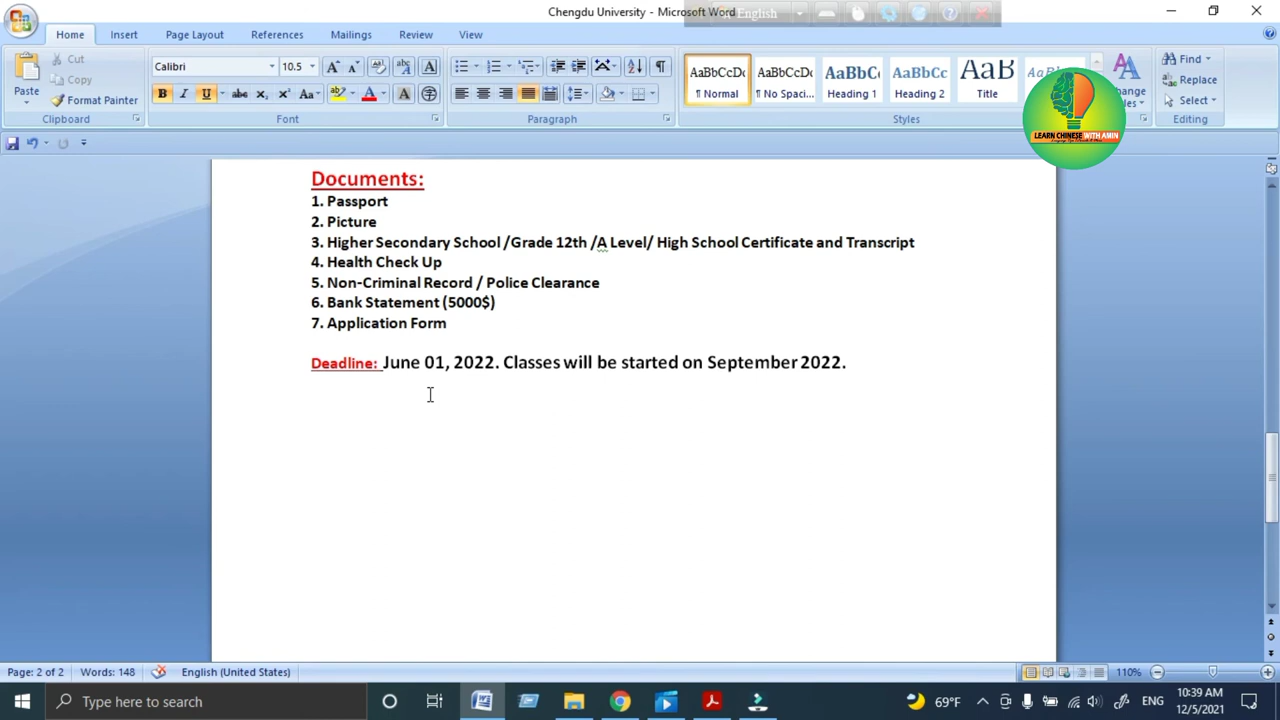 Chengdu University - Microsoft Word
English
Home Insert Page Layout References Mailings Review View
Paste
Cut
Copy
Format Painter
Clipboard
Calibri 10.5
Font
Paragraph
AaBbCcDc AaBbCcDc AaBbC AaBbCc AaB
¶ Normal ¶ No Spaci... Heading 1 Heading 2 Title
Styles
Find
Replace
Select
Editing
LEARN CHINESE WITH AMIN
Documents:
1. Passport
2. Picture
3. Higher Secondary School /Grade 12th /A Level/ High School Certificate and Transcript
4. Health Check Up
5. Non-Criminal Record / Police Clearance
6. Bank Statement (5000$)
7. Application Form
Deadline: June 01, 2022. Classes will be started on September 2022.
Page: 2 of 2 Words: 148 English (United States) 110%
Type here to search
69°F ENG
10:39 AM
12/5/2021